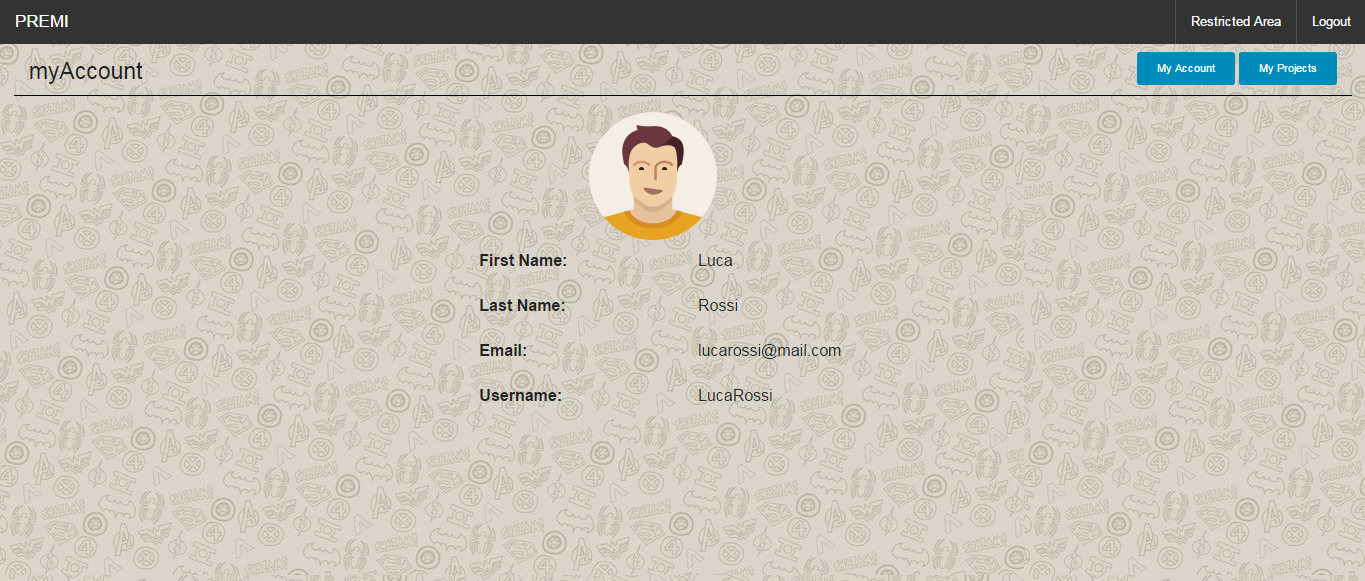 PREMI Restricted Area Logout
myAccount My Account My Projects
First Name: Luca
Last Name: Rossi
Email: lucarossi@mail.com
Username: LucaRossi